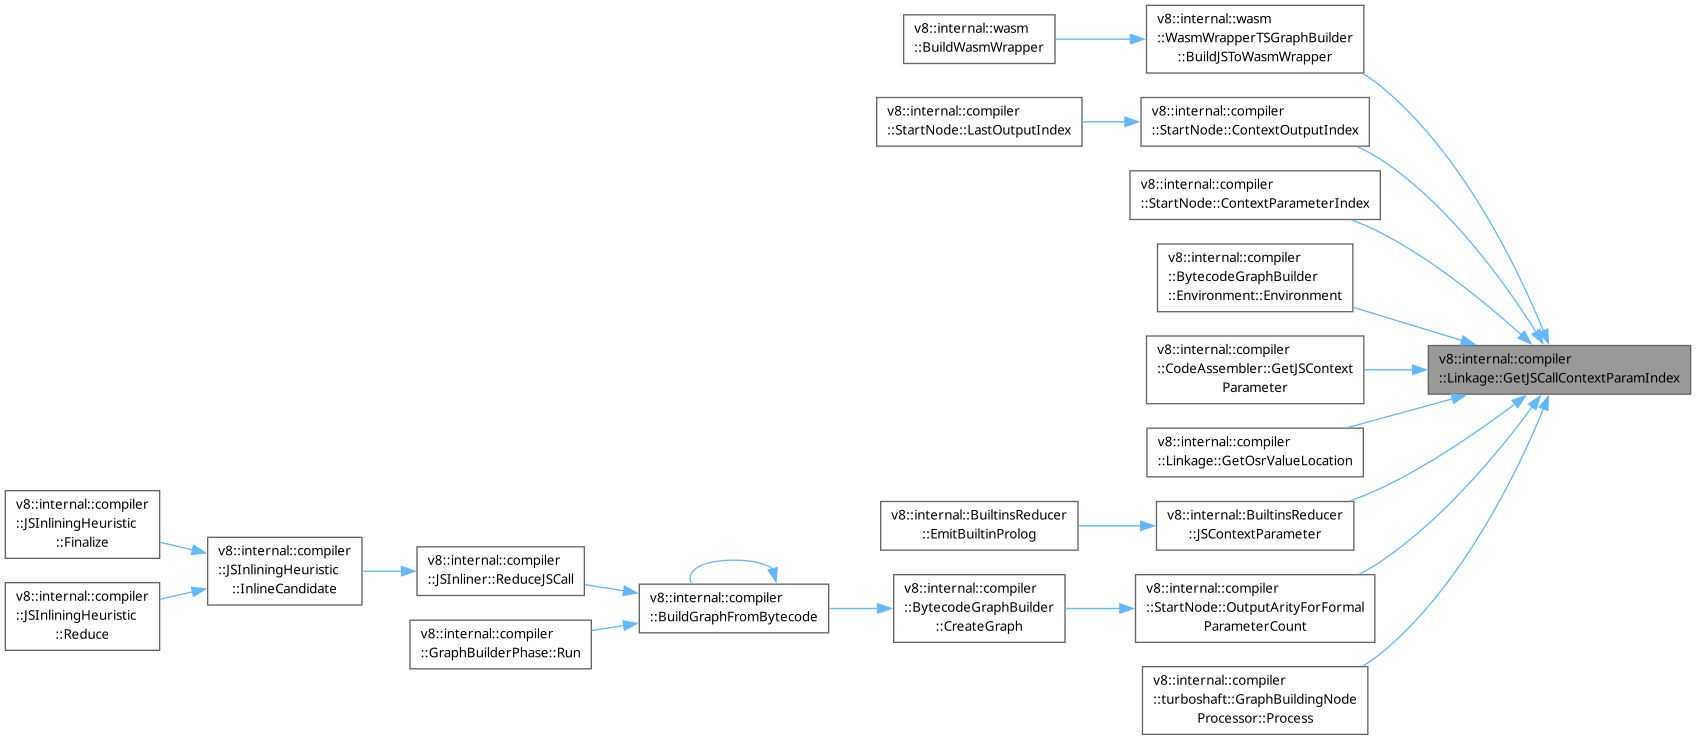 v8::internal::wasm
::BuildWasmWrapper
v8::internal::wasm
::WasmWrapperTSGraphBuilder
::BuildJSToWasmWrapper
v8::internal::compiler
::StartNode::LastOutputIndex
v8::internal::compiler
::StartNode::ContextOutputIndex
v8::internal::compiler
::StartNode::ContextParameterIndex
v8::internal::compiler
::BytecodeGraphBuilder
::Environment::Environment
v8::internal::compiler
::CodeAssembler::GetJSContext
Parameter
v8::internal::compiler
::Linkage::GetJSCallContextParamIndex
v8::internal::compiler
::Linkage::GetOsrValueLocation
v8::internal::BuiltinsReducer
::EmitBuiltinProlog
v8::internal::BuiltinsReducer
::JSContextParameter
v8::internal::compiler
::JSInliningHeuristic
::Finalize
v8::internal::compiler
::JSInliningHeuristic
::Reduce
v8::internal::compiler
::JSInliningHeuristic
::InlineCandidate
v8::internal::compiler
::JSInliner::ReduceJSCall
v8::internal::compiler
::GraphBuilderPhase::Run
v8::internal::compiler
::BuildGraphFromBytecode
v8::internal::compiler
::BytecodeGraphBuilder
::CreateGraph
v8::internal::compiler
::StartNode::OutputArityForFormal
ParameterCount
v8::internal::compiler
::turboshaft::GraphBuildingNode
Processor::Process